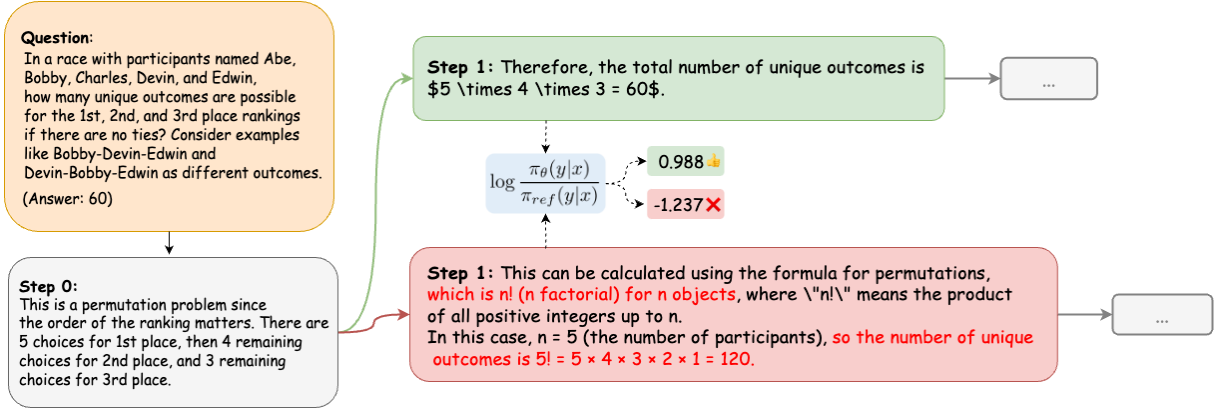 Question:
In a race with participants named Abe,
Bobby, Charles, Devin, and Edwin,
how many unique outcomes are possible
for the 1st, 2nd, and 3rd place rankings
if there are no ties? Consider examples
like Bobby-Devin-Edwin and
Devin-Bobby-Edwin as different outcomes.
(Answer: 60)
Step 0:
This is a permutation problem since
the order of the ranking matters. There are
5 choices for 1st place, then 4 remaining
choices for 2nd place, and 3 remaining
choices for 3rd place.
Step 1: Therefore, the total number of unique outcomes is
$5 \times 4 \times 3 = 60$.
...
log π_θ(y|x) / π_ref(y|x)
0.988👍
-1.237❌
Step 1: This can be calculated using the formula for permutations,
which is n! (n factorial) for n objects, where \"n!\" means the product
of all positive integers up to n.
In this case, n = 5 (the number of participants), so the number of unique
outcomes is 5! = 5 × 4 × 3 × 2 × 1 = 120.
...